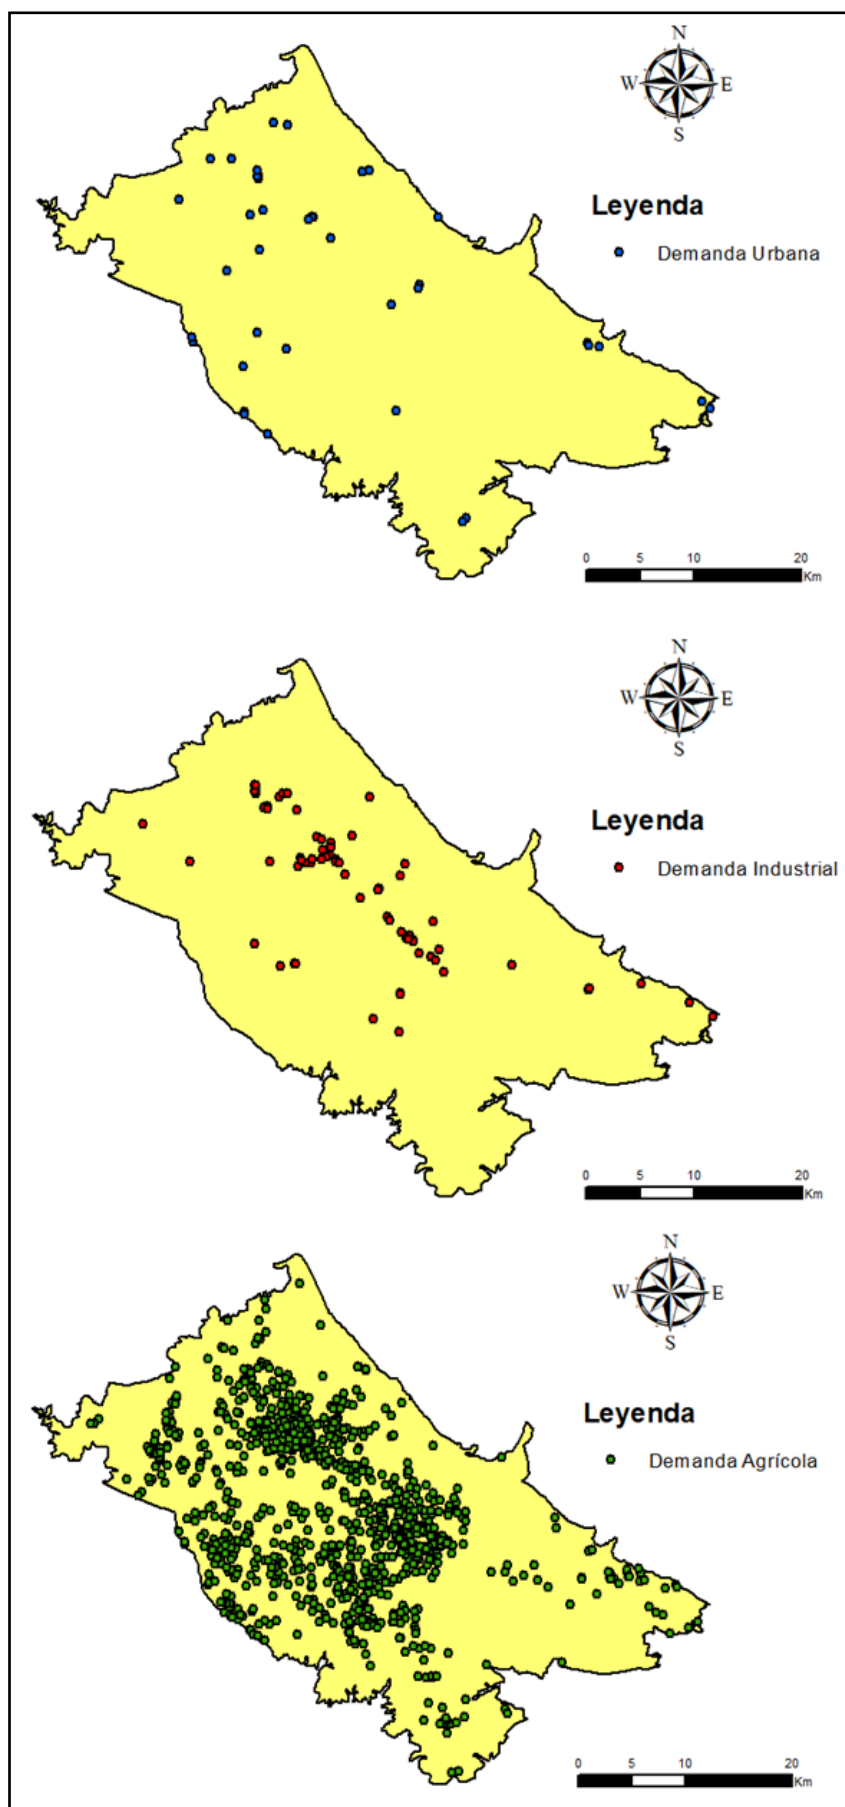 N
W E
S
Leyenda
Demanda Urbana
0 5 10 20
Km
N
W E
S
Leyenda
Demanda Industrial
0 5 10 20
Km
N
W E
S
Leyenda
Demanda Agrícola
0 5 10 20
Km